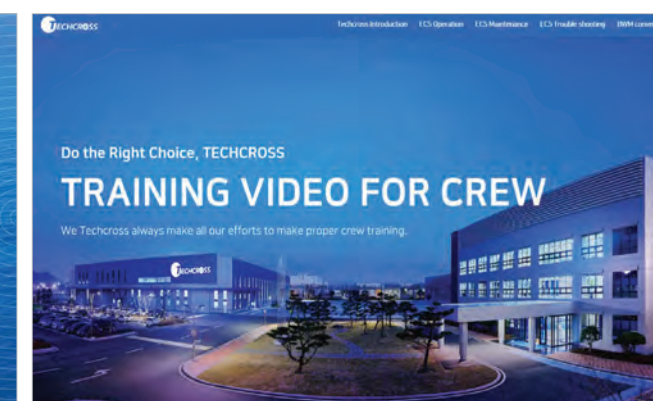 TECHCROSS
Techcross Introduction ECS Operation ECS Maintenance ECS Trouble shooting BWM
Do the Right Choice, TECHCROSS
TRAINING VIDEO FOR CREW
We Techcross always make all our efforts to make proper crew training.
TECHCROSS